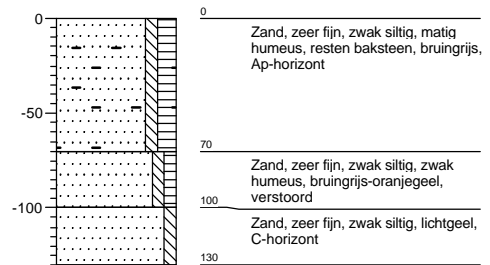 0
0
Zand, zeer fijn, zwak siltig, matig
humeus, resten baksteen, bruingrijs,
Ap-horizont
-50
70
Zand, zeer fijn, zwak siltig, zwak
humeus, bruingrijs-oranjegeel,
verstoord
-100
100
Zand, zeer fijn, zwak siltig, lichtgeel,
C-horizont
130